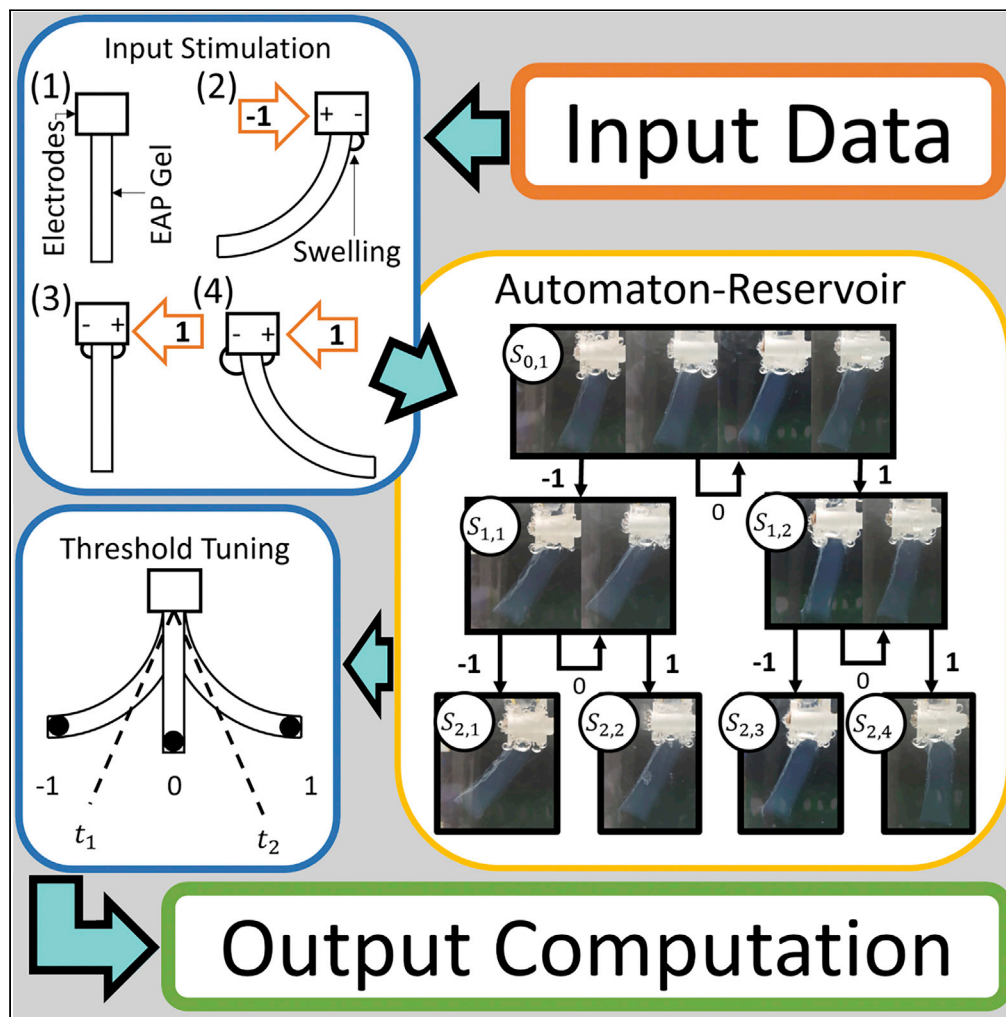 Input Stimulation
(1)
(2)
-1
+ -
Electrodes
EAP Gel
Swelling
(3)
- +
1
(4)
- +
1
Input Data
Automaton-Reservoir
S0,1
-1
0
1
S1,1
S1,2
-1
0
1
-1
0
1
S2,1
S2,2
S2,3
S2,4
Threshold Tuning
-1
0
1
t1
t2
Output Computation